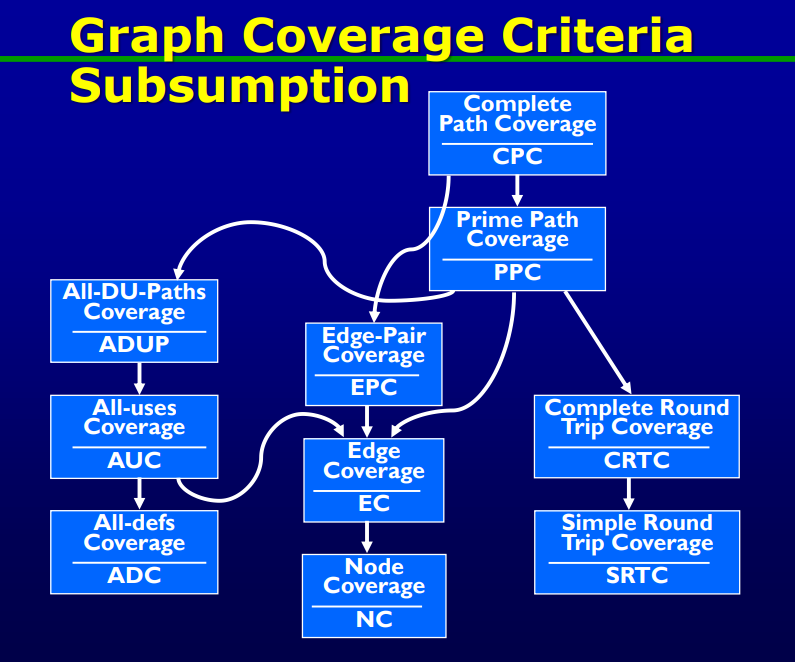 Graph Coverage Criteria
Subsumption
Complete
Path Coverage
CPC
Prime Path
Coverage
PPC
All-DU-Paths
Coverage
ADUP
Edge-Pair
Coverage
EPC
All-uses
Coverage
AUC
Complete Round
Trip Coverage
CRTC
Edge
Coverage
EC
All-defs
Coverage
ADC
Simple Round
Trip Coverage
SRTC
Node
Coverage
NC